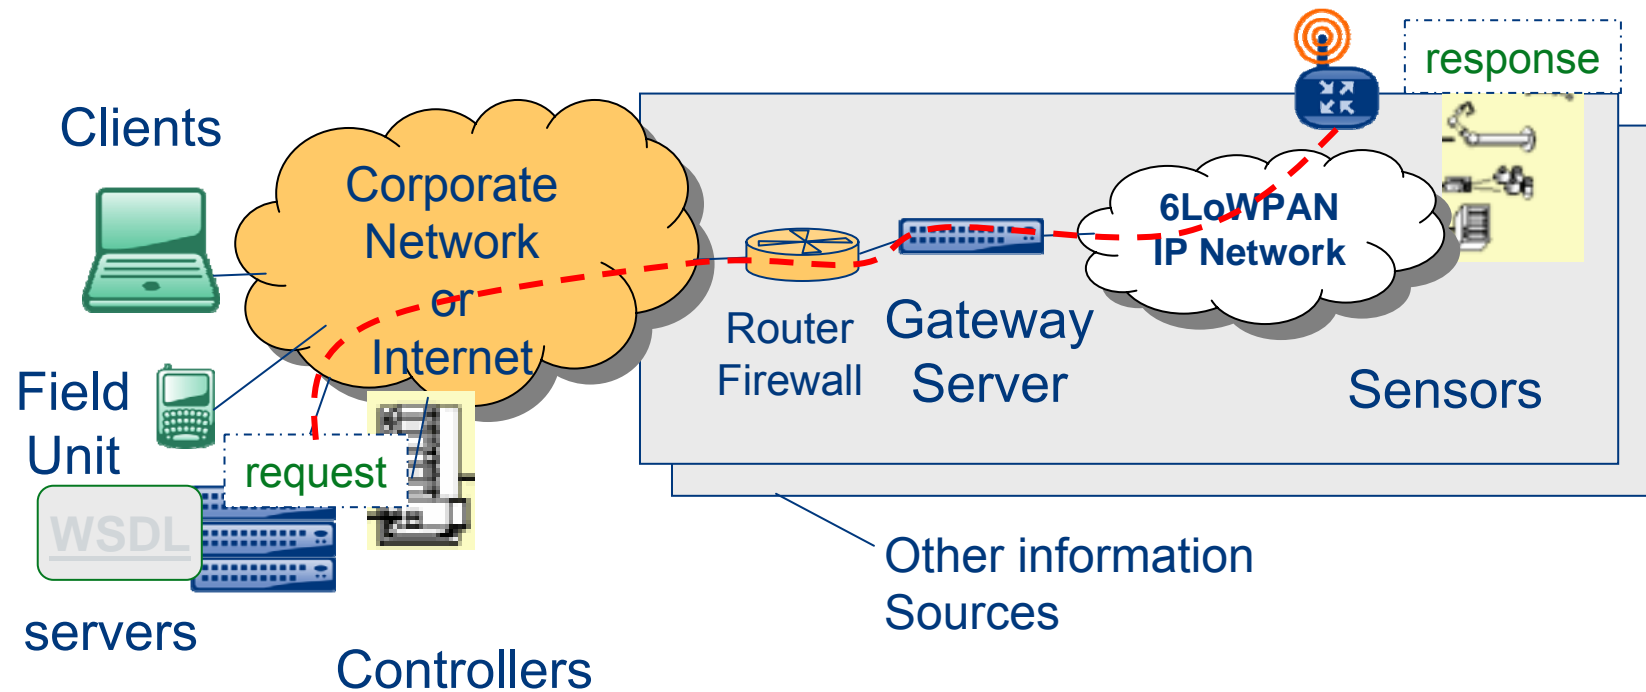 response
Clients
Corporate
Network
or
Internet
6LoWPAN
IP Network
Router
Firewall
Gateway
Server
Sensors
Field
Unit
request
WSDL
servers
Controllers
Other information
Sources